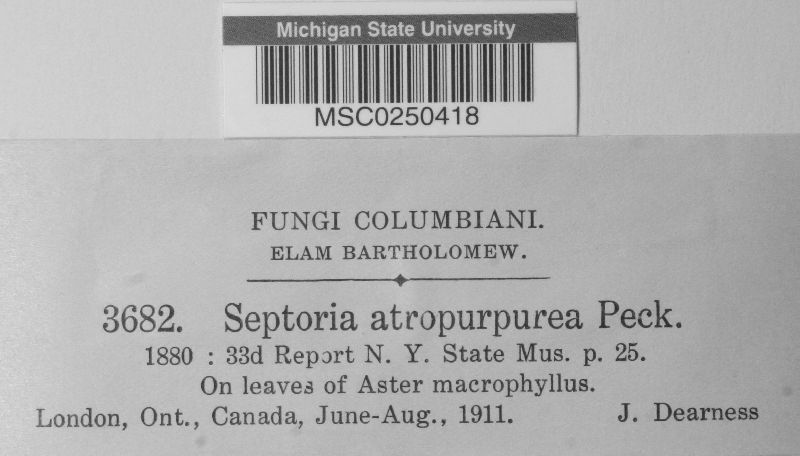 Michigan State University
MSC0250418
FUNGI COLUMBIANI.
ELAM BARTHOLOMEW.
3682. Septoria atropurpurea Peck.
1880 : 33d Report N. Y. State Mus. p. 25.
On leaves of Aster macrophyllus.
London, Ont., Canada, June-Aug., 1911. J. Dearness